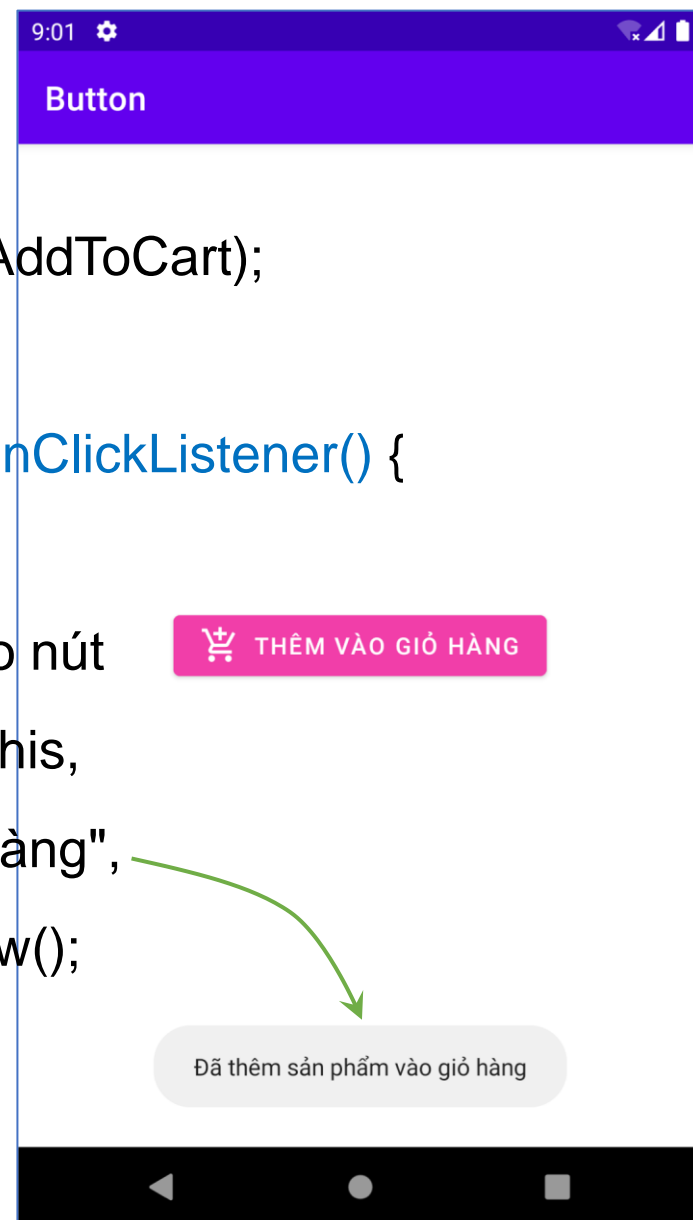 9:01
Button
AddToCart);
nClickListener() {
o nút
THÊM VÀO GIỎ HÀNG
his,
àng",
w();
Đã thêm sản phẩm vào giỏ hàng